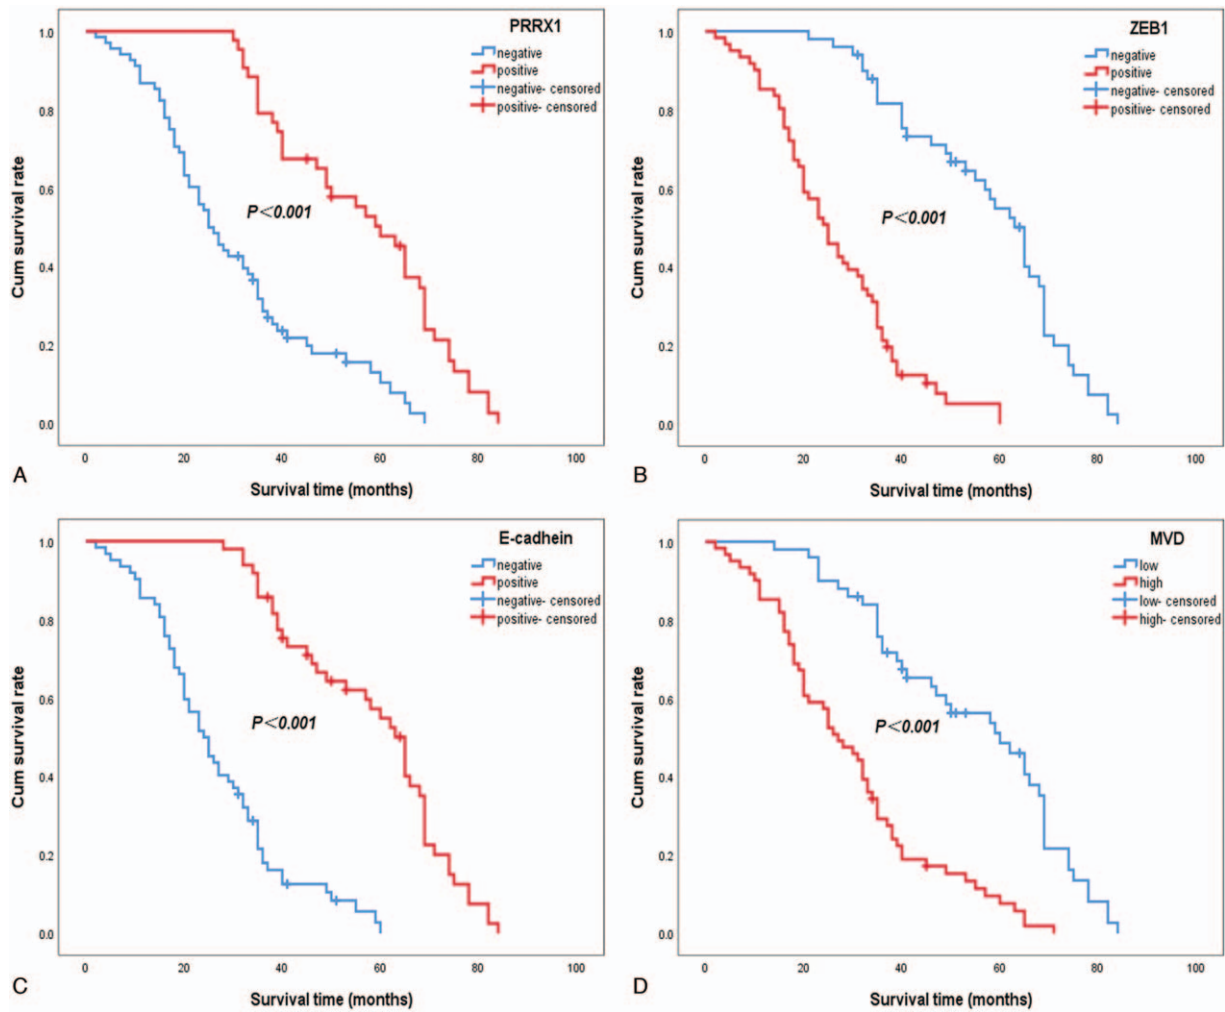 PRRX1
negative
positive
negative- censored
positive- censored
1.0
0.8
0.6
0.4
0.2
0.0
Cum survival rate
P<0.001
0 20 40 60 80 100
Survival time (months)
A
ZEB1
negative
positive
negative- censored
positive- censored
1.0
0.8
0.6
0.4
0.2
0.0
Cum survival rate
P<0.001
0 20 40 60 80 100
Survival time (months)
B
E-cadhein
negative
positive
negative- censored
positive- censored
1.0
0.8
0.6
0.4
0.2
0.0
Cum survival rate
P<0.001
0 20 40 60 80 100
Survival time (months)
C
MVD
low
high
low- censored
high- censored
1.0
0.8
0.6
0.4
0.2
0.0
Cum survival rate
P<0.001
0 20 40 60 80 100
Survival time (months)
D